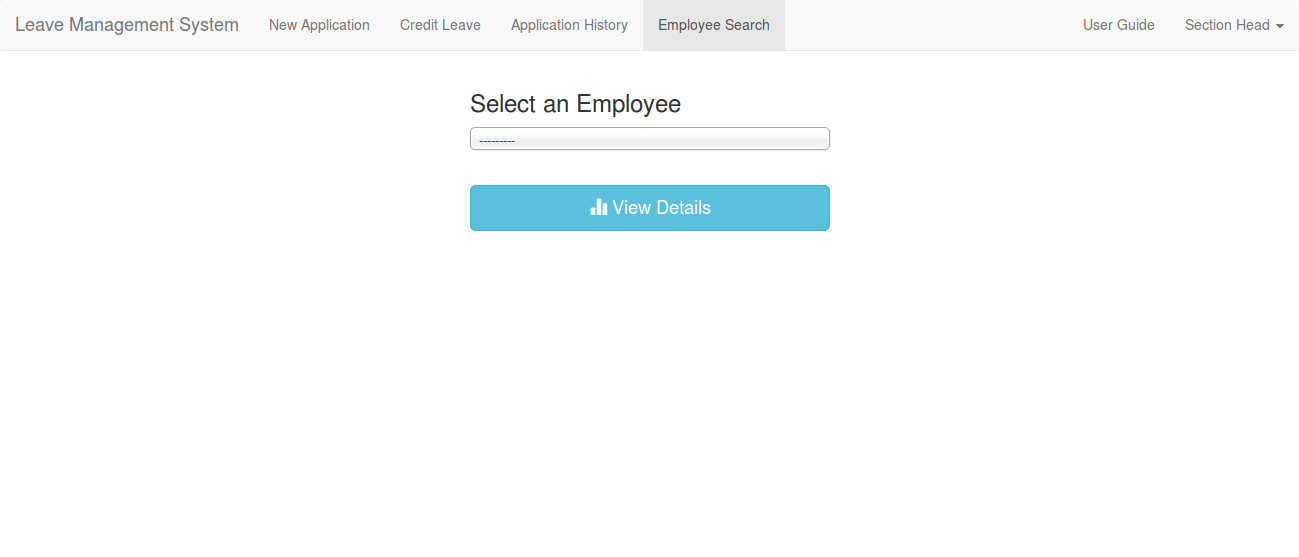 Leave Management System New Application Credit Leave Application History Employee Search User Guide Section Head
Select an Employee
---------
View Details